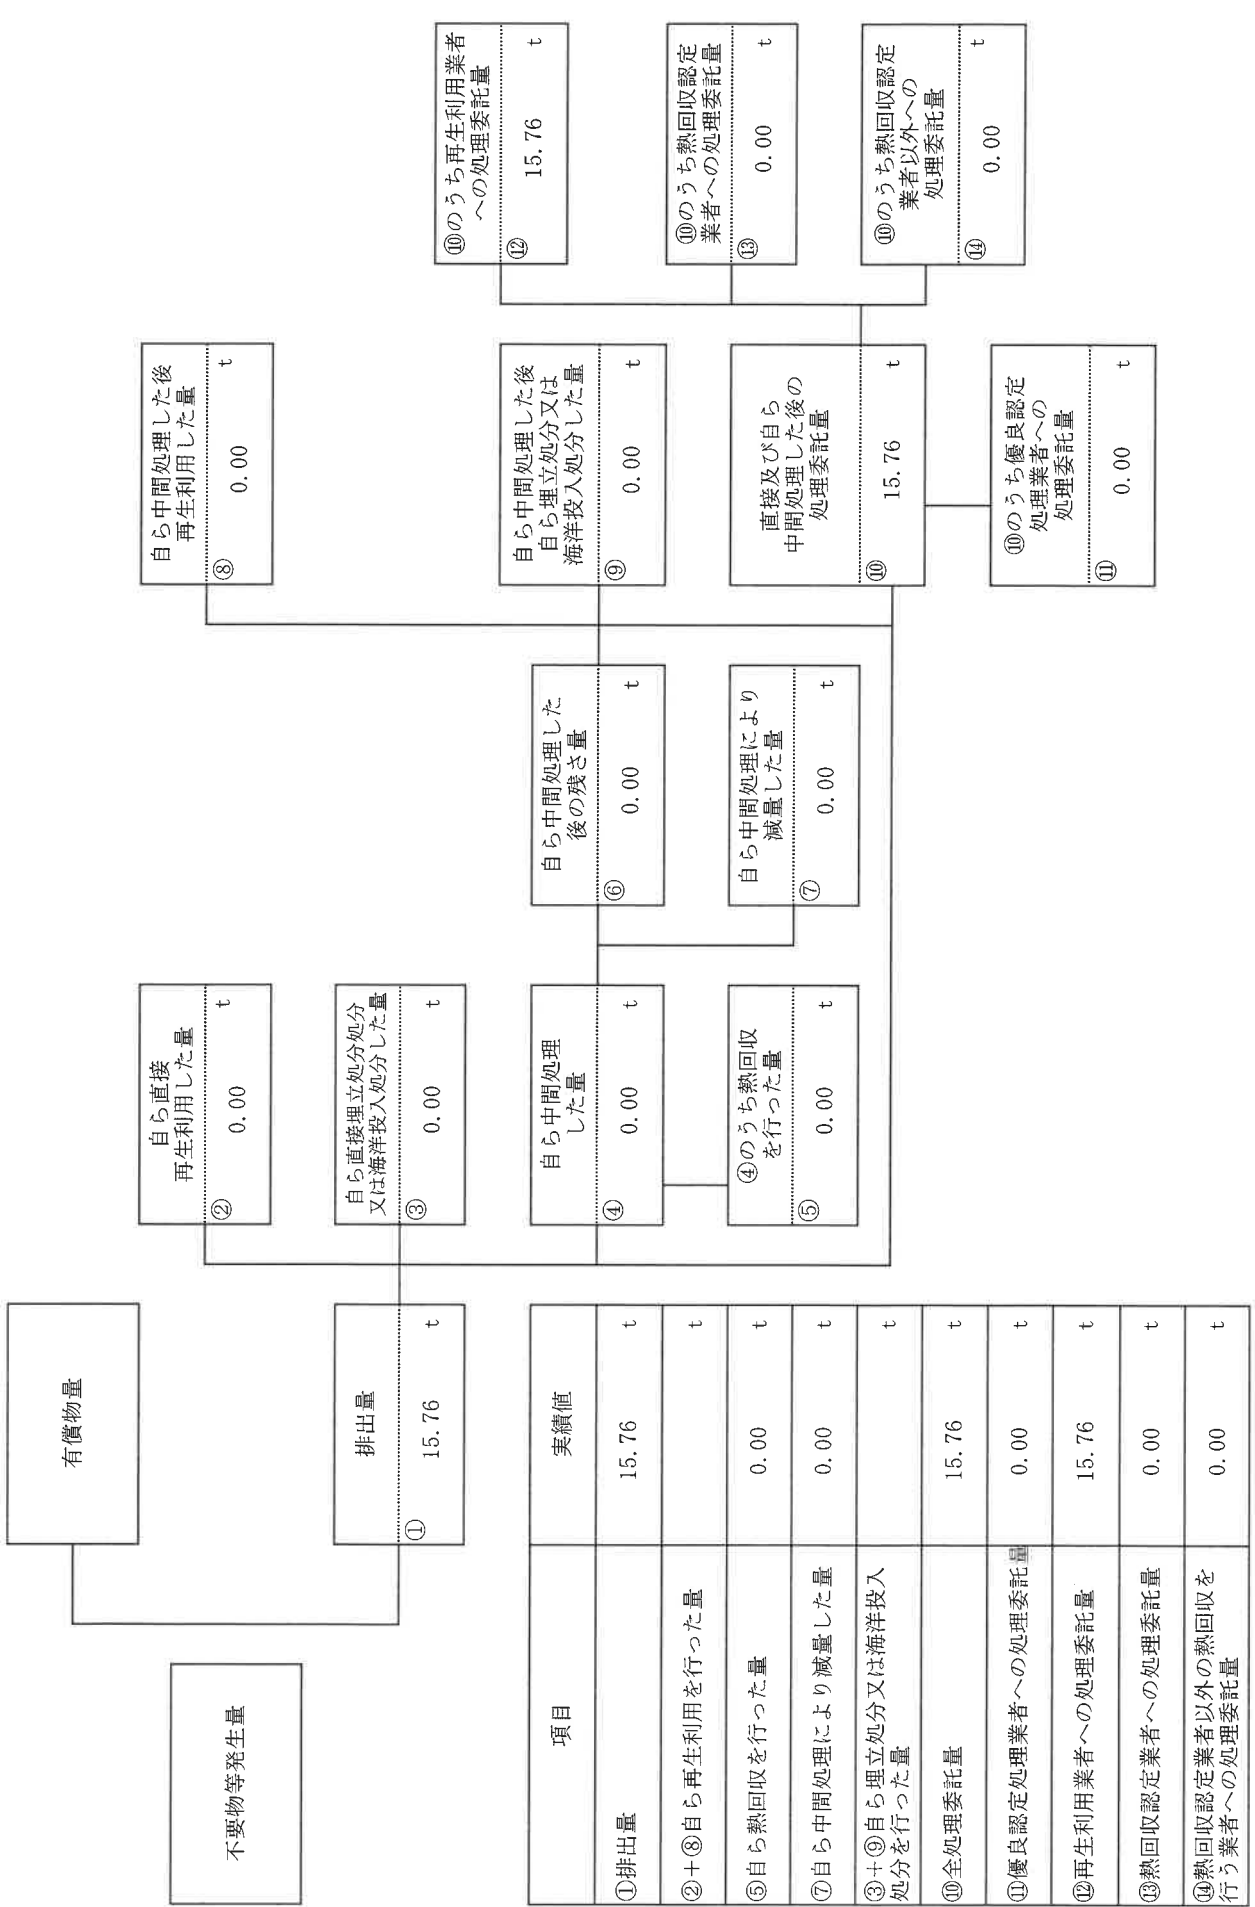 不要物等発生量
有償物量
排出量
① 15.76 t
自ら直接
再生利用した量
② 0.00 t
自ら直接埋立処分処分
又は海洋投入処分した量
③ 0.00 t
自ら中間処理
した量
④ 0.00 t
④のうち熱回収
を行った量
⑤ 0.00 t
自ら中間処理した
後の残さ量
⑥ 0.00 t
自ら中間処理により
減量した量
⑦ 0.00 t
自ら中間処理した後
再生利用した量
⑧ 0.00 t
自ら中間処理した後
自ら埋立処分又は
海洋投入処分した量
⑨ 0.00 t
直接及び自ら
中間処理した後の
処理委託量
⑩ 15.76 t
⑩のうち優良認定
処理業者への
処理委託量
⑪ 0.00 t
⑩のうち再生利用業者
への処理委託量
⑫ 15.76 t
⑩のうち熱回収認定
業者への処理委託量
⑬ 0.00 t
⑩のうち熱回収認定
業者以外への
処理委託量
⑭ 0.00 t
項目 実績値
①排出量 15.76 t
②+⑧自ら再生利用を行った量 t
⑤自ら熱回収を行った量 0.00 t
⑦自ら中間処理により減量した量 0.00 t
③+⑨自ら埋立処分又は海洋投入 t
処分を行った量
⑩全処理委託量 15.76 t
⑪優良認定処理業者への処理委託量 0.00 t
⑫再生利用業者への処理委託量 15.76 t
⑬熱回収認定業者への処理委託量 0.00 t
⑭熱回収認定業者以外の熱回収を 0.00 t
行う業者への処理委託量